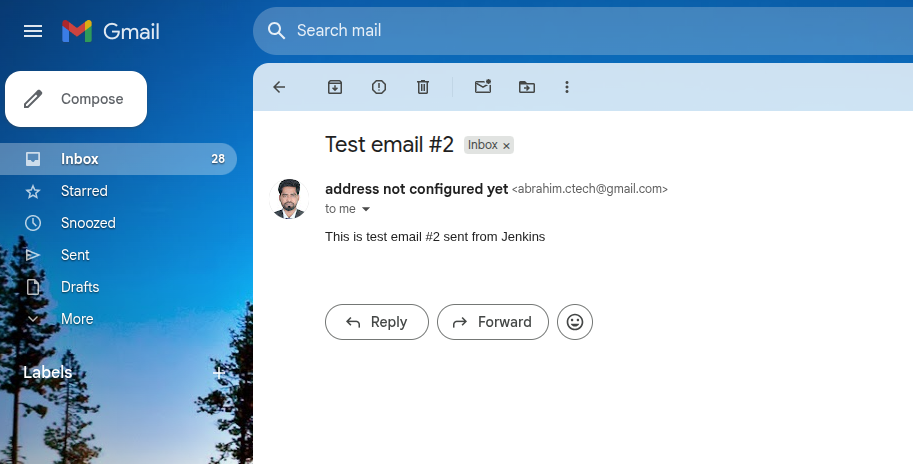 Gmail
Search mail
Compose
Inbox 28
Starred
Snoozed
Sent
Drafts
More
Labels +
Test email #2 Inbox ×
address not configured yet <abrahim.ctech@gmail.com>
to me
This is test email #2 sent from Jenkins
Reply Forward